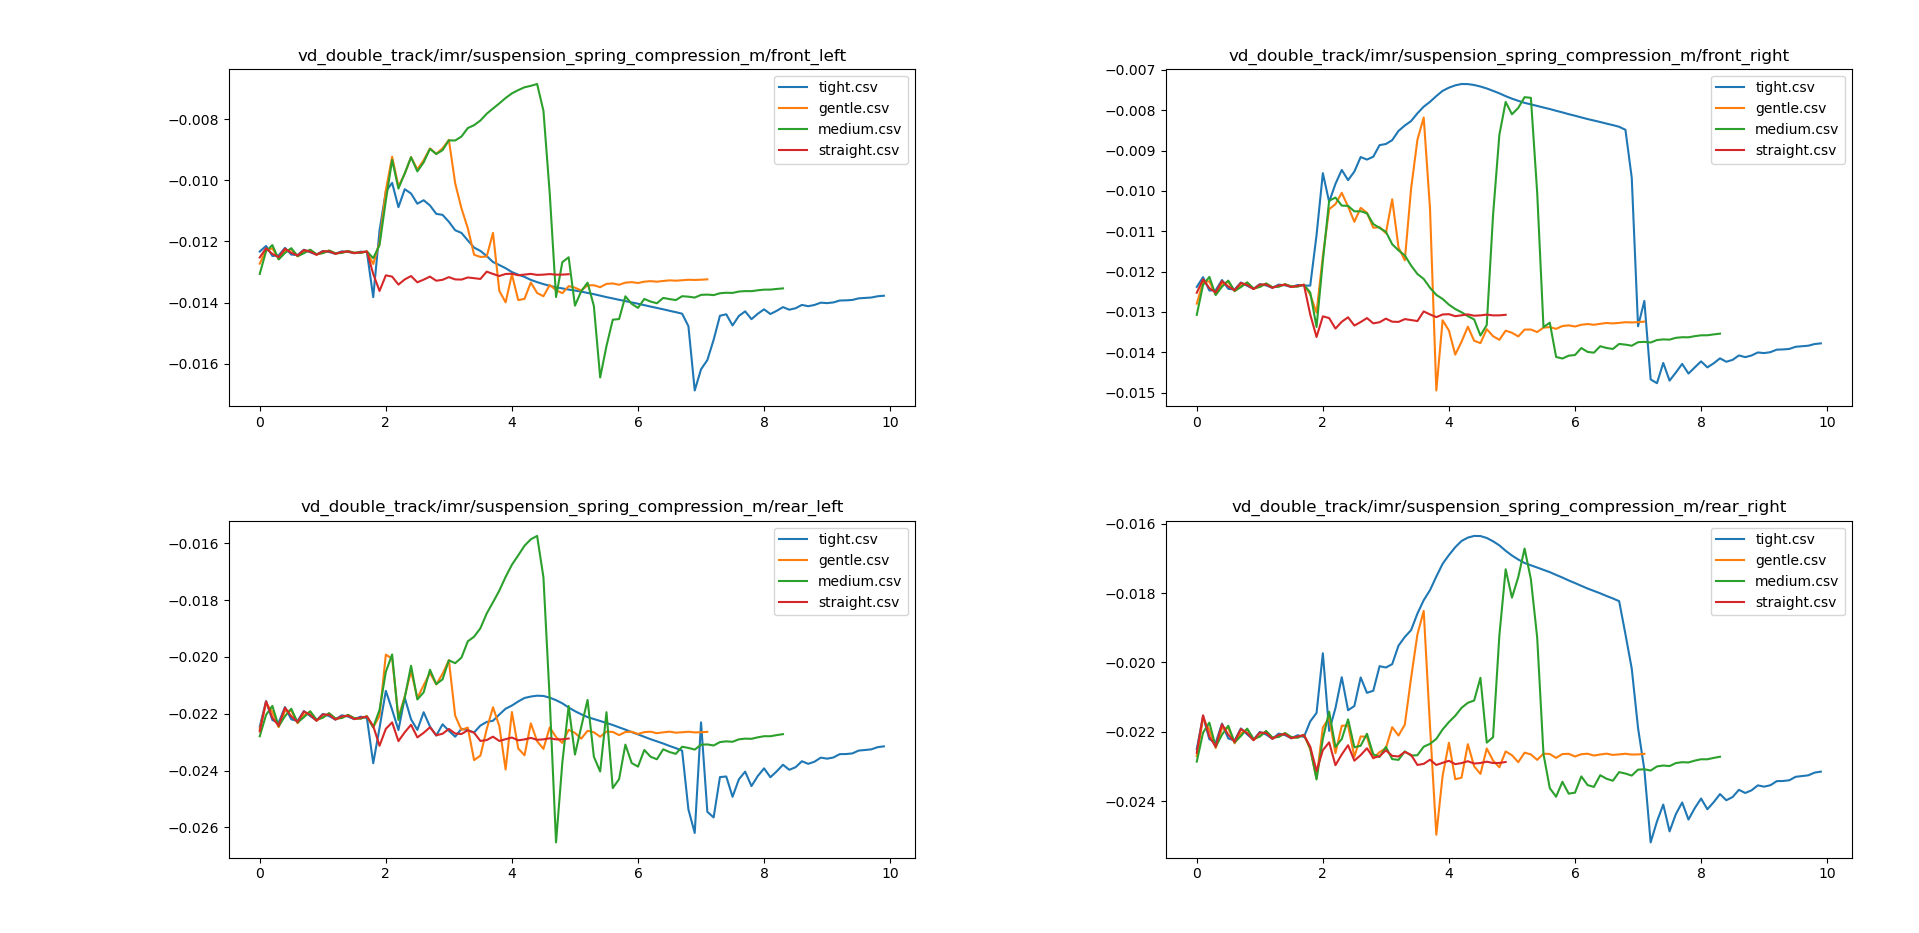 vd_double_track/imr/suspension_spring_compression_m/front_left
tight.csv
gentle.csv
medium.csv
straight.csv
−0.008
−0.010
−0.012
−0.014
−0.016
0 2 4 6 8 10
vd_double_track/imr/suspension_spring_compression_m/front_right
tight.csv
gentle.csv
medium.csv
straight.csv
−0.007
−0.008
−0.009
−0.010
−0.011
−0.012
−0.013
−0.014
−0.015
0 2 4 6 8 10
vd_double_track/imr/suspension_spring_compression_m/rear_left
tight.csv
gentle.csv
medium.csv
straight.csv
−0.016
−0.018
−0.020
−0.022
−0.024
−0.026
0 2 4 6 8 10
vd_double_track/imr/suspension_spring_compression_m/rear_right
tight.csv
gentle.csv
medium.csv
straight.csv
−0.016
−0.018
−0.020
−0.022
−0.024
0 2 4 6 8 10